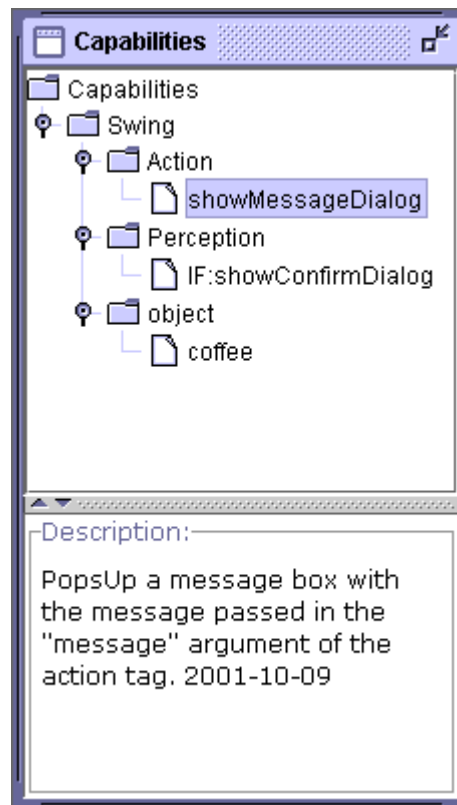 Capabilities
Capabilities
Swing
Action
showMessageDialog
Perception
IF:showConfirmDialog
object
coffee
Description:
PopsUp a message box with
the message passed in the
"message" argument of the
action tag. 2001-10-09